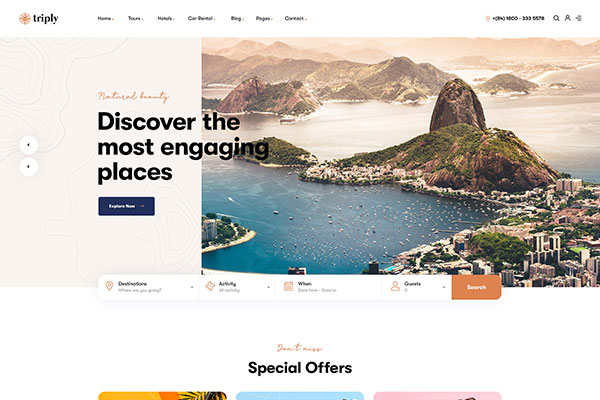 triply
Home
Tours
Hotels
Car Rental
Blog
Pages
Contact
+(84) 1800 - 333 5578
Natural beauty
Discover the
most engaging
places
Explore Now
Destinations
Where are you going?
Activity
All activity
When
Date from - Date to
Guests
0
Search
Don't miss
Special Offers